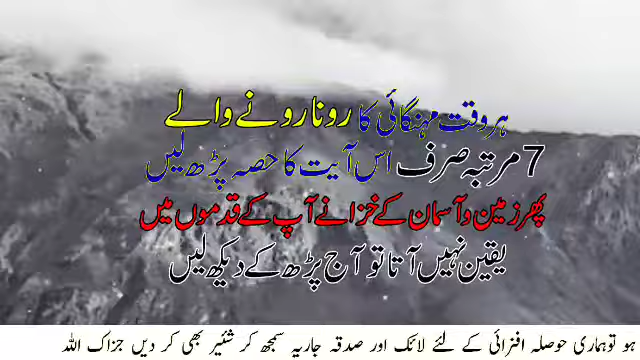 ہر وقت مہنگائی کا رونا رونے والے
7 مرتبہ صرف اس آیت کا حصہ پڑھ لیں
پھر زمین و آسمان کے خزانے آپ کے قدموں میں
یقین نہیں آتا تو آج پڑھ کے دیکھ لیں
ہو تو ہماری حوصلہ افزائی کے لئے لائک اور صدقہ جاریہ سمجھ کر شئیر بھی کر دیں جزاک اللہ